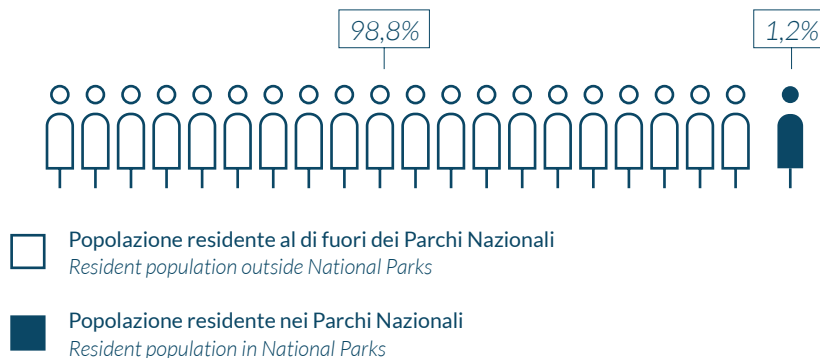 98,8%
1,2%
Popolazione residente al di fuori dei Parchi Nazionali
Resident population outside National Parks
Popolazione residente nei Parchi Nazionali
Resident population in National Parks